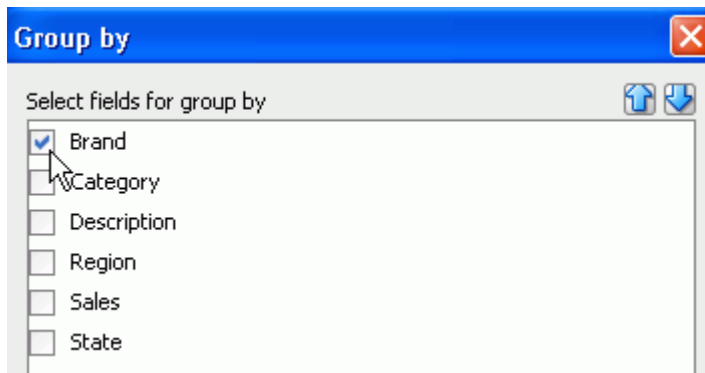 Group by
Select fields for group by
Brand
Category
Description
Region
Sales
State